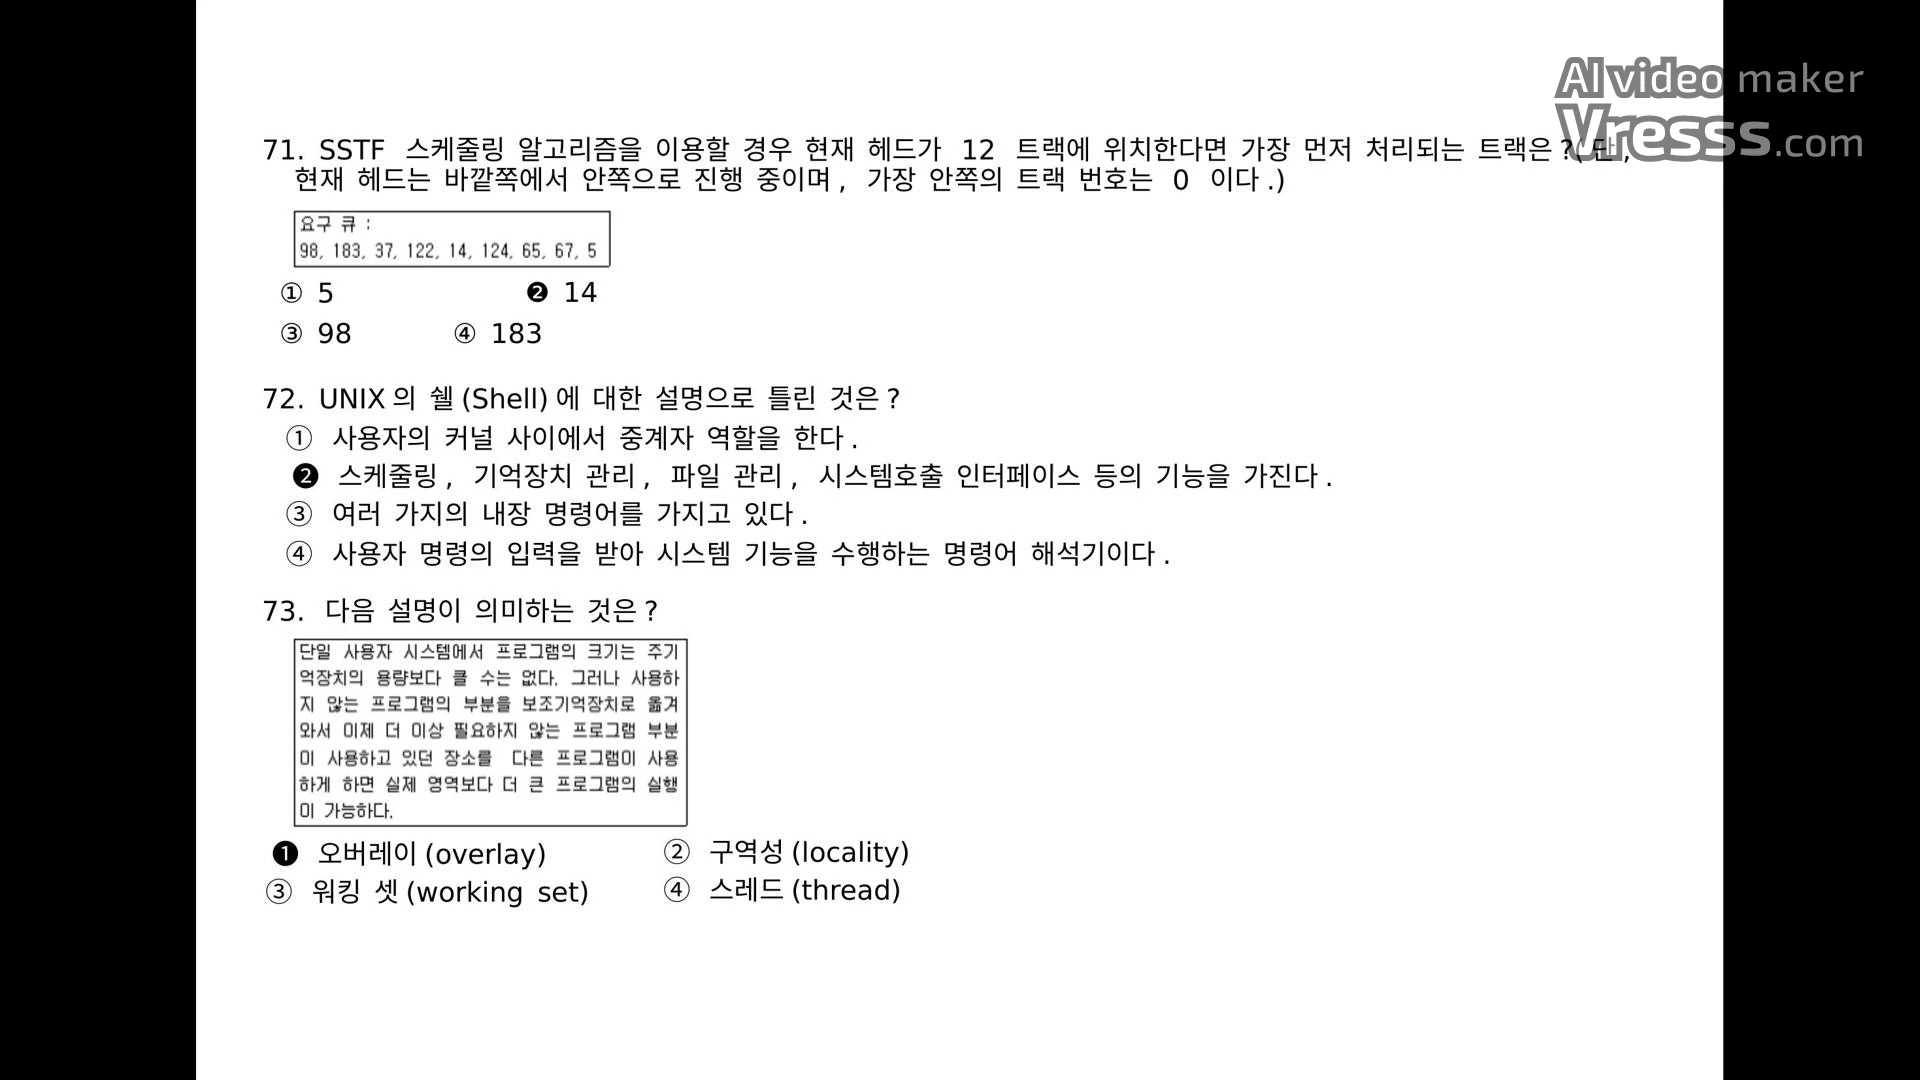 AI video maker
Vresss.com
71. SSTF 스케줄링 알고리즘을 이용할 경우 현재 헤드가 12 트랙에 위치한다면 가장 먼저 처리되는 트랙은?(단,
현재 헤드는 바깥쪽에서 안쪽으로 진행 중이며, 가장 안쪽의 트랙 번호는 0 이다.)
요구 큐 :
98, 183, 37, 122, 14, 124, 65, 67, 5
① 5 ❷ 14
③ 98 ④ 183
72. UNIX의 쉘(Shell)에 대한 설명으로 틀린 것은?
① 사용자의 커널 사이에서 중계자 역할을 한다.
❷ 스케줄링, 기억장치 관리, 파일 관리, 시스템호출 인터페이스 등의 기능을 가진다.
③ 여러 가지의 내장 명령어를 가지고 있다.
④ 사용자 명령의 입력을 받아 시스템 기능을 수행하는 명령어 해석기이다.
73. 다음 설명이 의미하는 것은?
단일 사용자 시스템에서 프로그램의 크기는 주기
억장치의 용량보다 클 수는 없다. 그러나 사용하
지 않는 프로그램의 부분을 보조기억장치로 옮겨
와서 이제 더 이상 필요하지 않는 프로그램 부분
이 사용하고 있던 장소를 다른 프로그램이 사용
하게 하면 실제 영역보다 더 큰 프로그램의 실행
이 가능하다.
❶ 오버레이(overlay) ② 구역성(locality)
③ 워킹 셋(working set) ④ 스레드(thread)